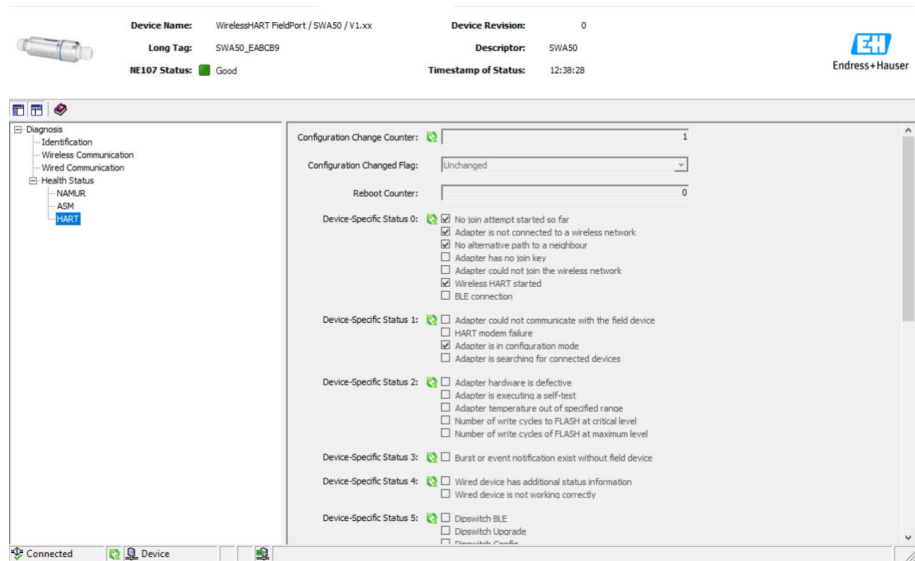 Device Name: WirelessHART FieldPort / SWA50 / V1.xx Device Revision: 0
Long Tag: SWA50_EABCB9 Descriptor: SWA50
NE107 Status: Good Timestamp of Status: 12:38:28
EH
Endress+Hauser
Diagnosis
Identification
Wireless Communication
Wired Communication
Health Status
NAMUR
ASM
HART
Configuration Change Counter: 1
Configuration Changed Flag: Unchanged
Reboot Counter: 0
Device-Specific Status 0: No join attempt started so far
Adapter is not connected to a wireless network
No alternative path to a neighbour
Adapter has no join key
Adapter could not join the wireless network
Wireless HART started
BLE connection
Device-Specific Status 1: Adapter could not communicate with the field device
HART modem failure
Adapter is in configuration mode
Adapter is searching for connected devices
Device-Specific Status 2: Adapter hardware is defective
Adapter is executing a self-test
Adapter temperature out of specified range
Number of write cycles to FLASH at critical level
Number of write cycles of FLASH at maximum level
Device-Specific Status 3: Burst or event notification exist without field device
Device-Specific Status 4: Wired device has additional status information
Wired device is not working correctly
Device-Specific Status 5: Dipswitch BLE
Dipswitch Upgrade
Dipswitch Config
Connected Device